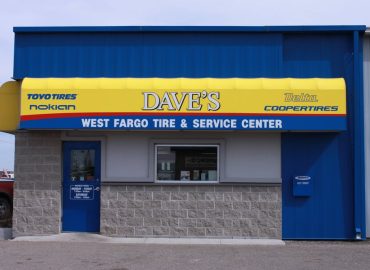 TOYO TIRES
NOKIAN
DAVE'S
Delta
COOPERTIRES
WEST FARGO TIRE & SERVICE CENTER